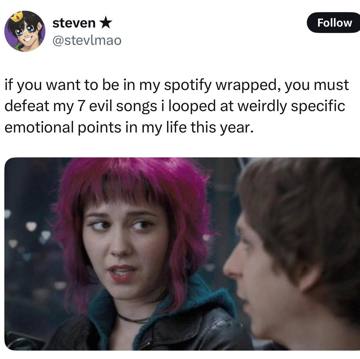 steven ★
Follow
@stevlmao
if you want to be in my spotify wrapped, you must
defeat my 7 evil songs i looped at weirdly specific
emotional points in my life this year.